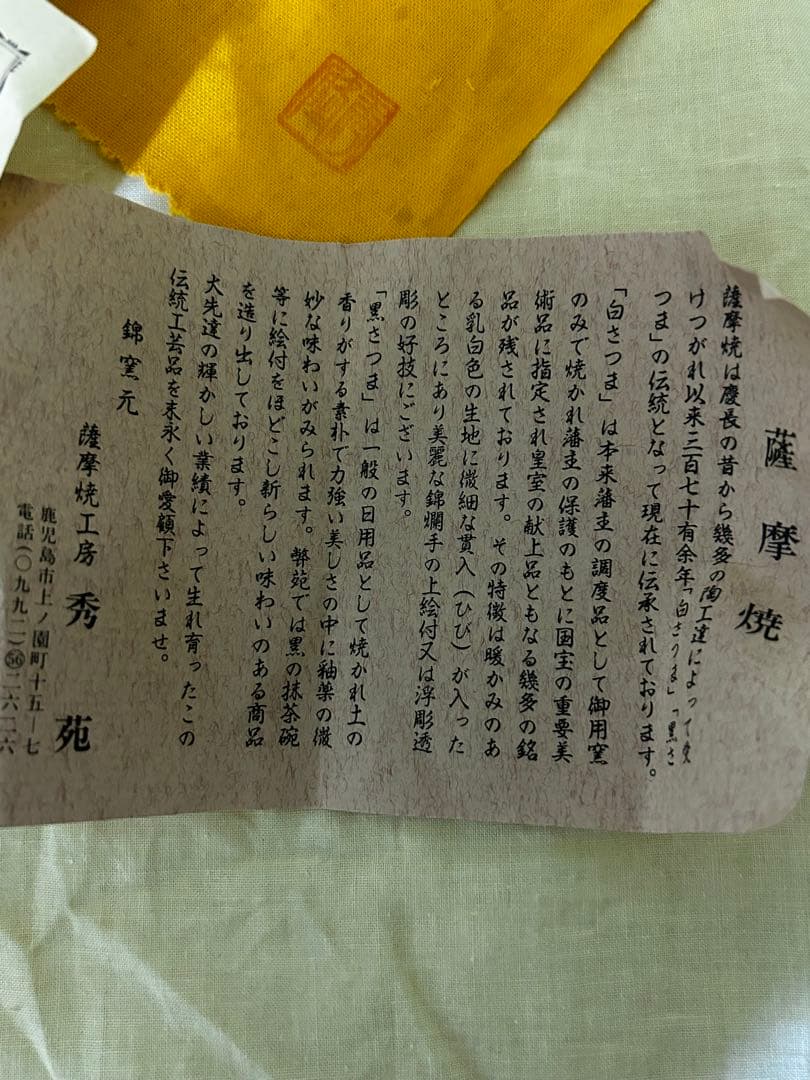 薩摩焼
薩摩焼は慶長の昔から幾多の陶工達によって受
けつがれ以来三百七十有余年「白さつま」「黒さ
つま」の伝統となって現在に伝承されております。
「白さつま」は本来藩主の調度品として御用窯
のみで焼かれ藩主の保護のもとに国宝の重要美
術品に指定され皇室の献上品ともなる幾多の銘
品が残されております。その特徴は暖かみのあ
る乳白色の生地に微細な貫入(ひび)が入った
ところにあり美麗な錦爛手の上絵付又は浮彫透
彫の好技にございます。
「黒さつま」は一般の日用品として焼かれ土の
香りがする素朴で力強い美しさの中に釉薬の微
妙な味わいがみられます。弊苑では黒の抹茶碗
等に絵付をほどこし新らしい味わいのある商品
を造り出しております。
大先達の輝かしい業績によって生れ育ったこの
伝統工芸品を末永く御愛顧下さいませ。
錦窯元
薩摩焼工房 秀苑
鹿児島市上ノ園町十五―七
電話(〇九九二)56二六二六